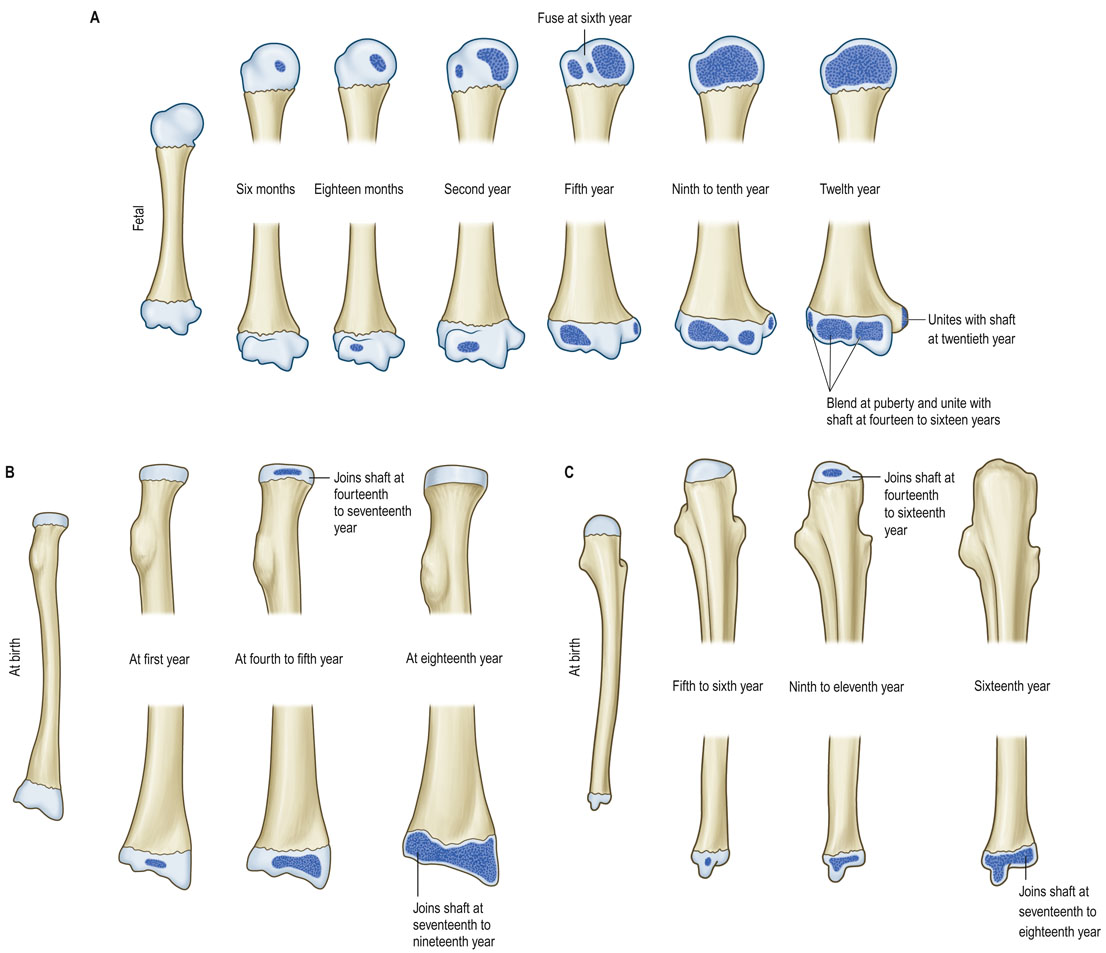 A
Fuse at sixth year
Fetal
Six months
Eighteen months
Second year
Fifth year
Ninth to tenth year
Twelth year
Unites with shaft
at twentieth year
Blend at puberty and unite with
shaft at fourteen to sixteen years
B
At birth
Joins shaft at
fourteenth
to seventeenth
year
At first year
At fourth to fifth year
At eighteenth year
Joins shaft at
seventeenth to
nineteenth year
C
At birth
Joins shaft at
fourteenth
to sixteenth
year
Fifth to sixth year
Ninth to eleventh year
Sixteenth year
Joins shaft at
seventeenth to
eighteenth year